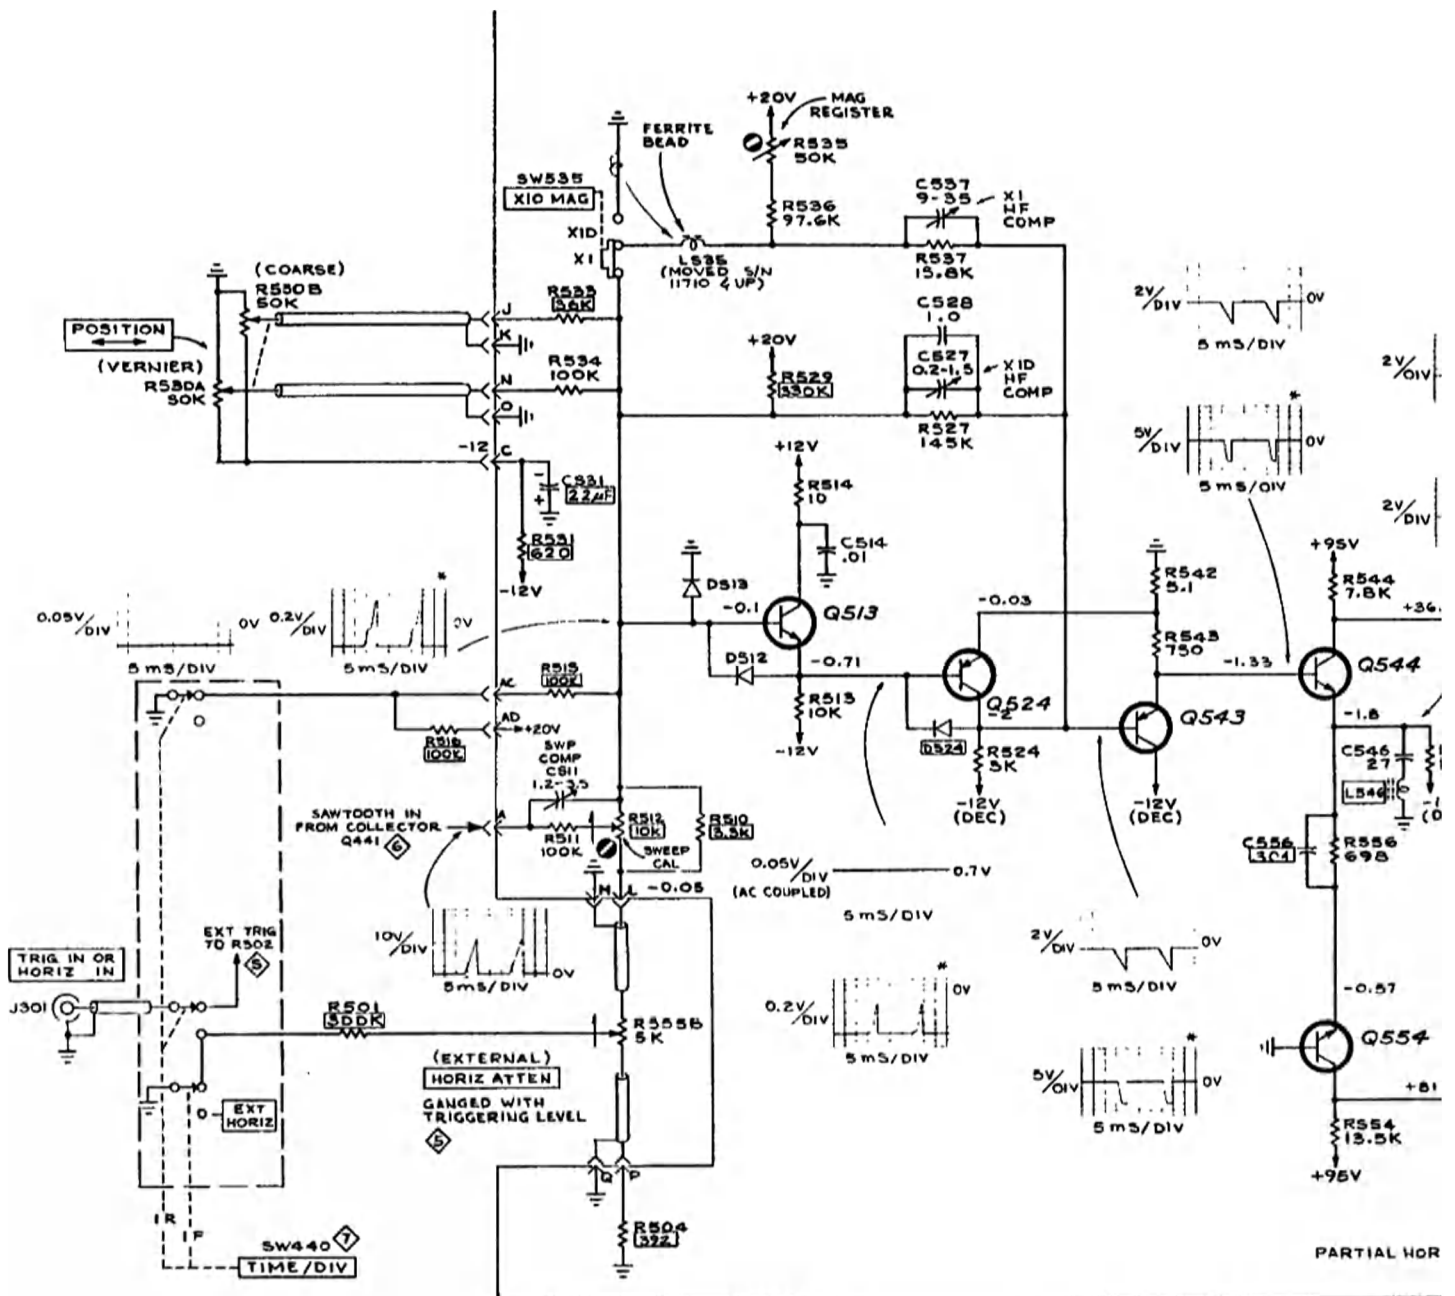 +20V
MAG
REGISTER
R535
50K
FERRITE
BEAD
SW535
X10 MAG
X10
X1
L535
(MOVED S/N
11710 & UP)
R536
97.6K
C537
9-35
X1
HF
COMP
R537
15.8K
C528
1.0
C527
0.2-1.5
X10
HF
COMP
R527
145K
+20V
R529
330K
(COARSE)
R530B
50K
POSITION
(VERNIER)
R530A
50K
J
K
N
O
-12
C
R533
36K
R534
100K
C531
22µF
-
+
R531
620
-12V
+12V
R514
10
C514
.01
D513
-0.1
Q513
D512
-0.71
R513
10K
-12V
-0.03
Q524
-2
D524
R524
3K
-12V
(DEC)
R542
5.1
R543
750
-1.33
Q543
-12V
(DEC)
2V/DIV
0V
5 mS/DIV
5V/DIV
*
0V
5 mS/DIV
2V/DIV
2V/DIV
+95V
R544
7.8K
+36.
Q544
-1.8
C546
27
L546
C556
301
R556
698
-0.57
Q554
+81
R554
13.5K
+95V
0.05V/DIV
0V
5 mS/DIV
0.2V/DIV
*
0V
5 mS/DIV
AC
R515
100K
R516
100K
AD
+20V
SWP
COMP
C511
1.2-3.5
SAWTOOTH IN
FROM COLLECTOR
Q441 6
A
R511
100K
R512
10K
SWEEP
CAL
R510
3.3K
H
L
-0.05
10V/DIV
0V
5 mS/DIV
0.05V/DIV
(AC COUPLED)
0.7V
5 mS/DIV
0.2V/DIV
*
0V
5 mS/DIV
2V/DIV
0V
5 mS/DIV
5V/DIV
*
0V
5 mS/DIV
EXT TRIG
TO R502
5
TRIG IN OR
HORIZ IN
J301
R501
300K
R355B
5K
(EXTERNAL)
HORIZ ATTEN
GANGED WITH
TRIGGERING LEVEL
5
EXT
HORIZ
Q
P
R504
392
1R
1F
SW440 7
TIME/DIV
PARTIAL HOR